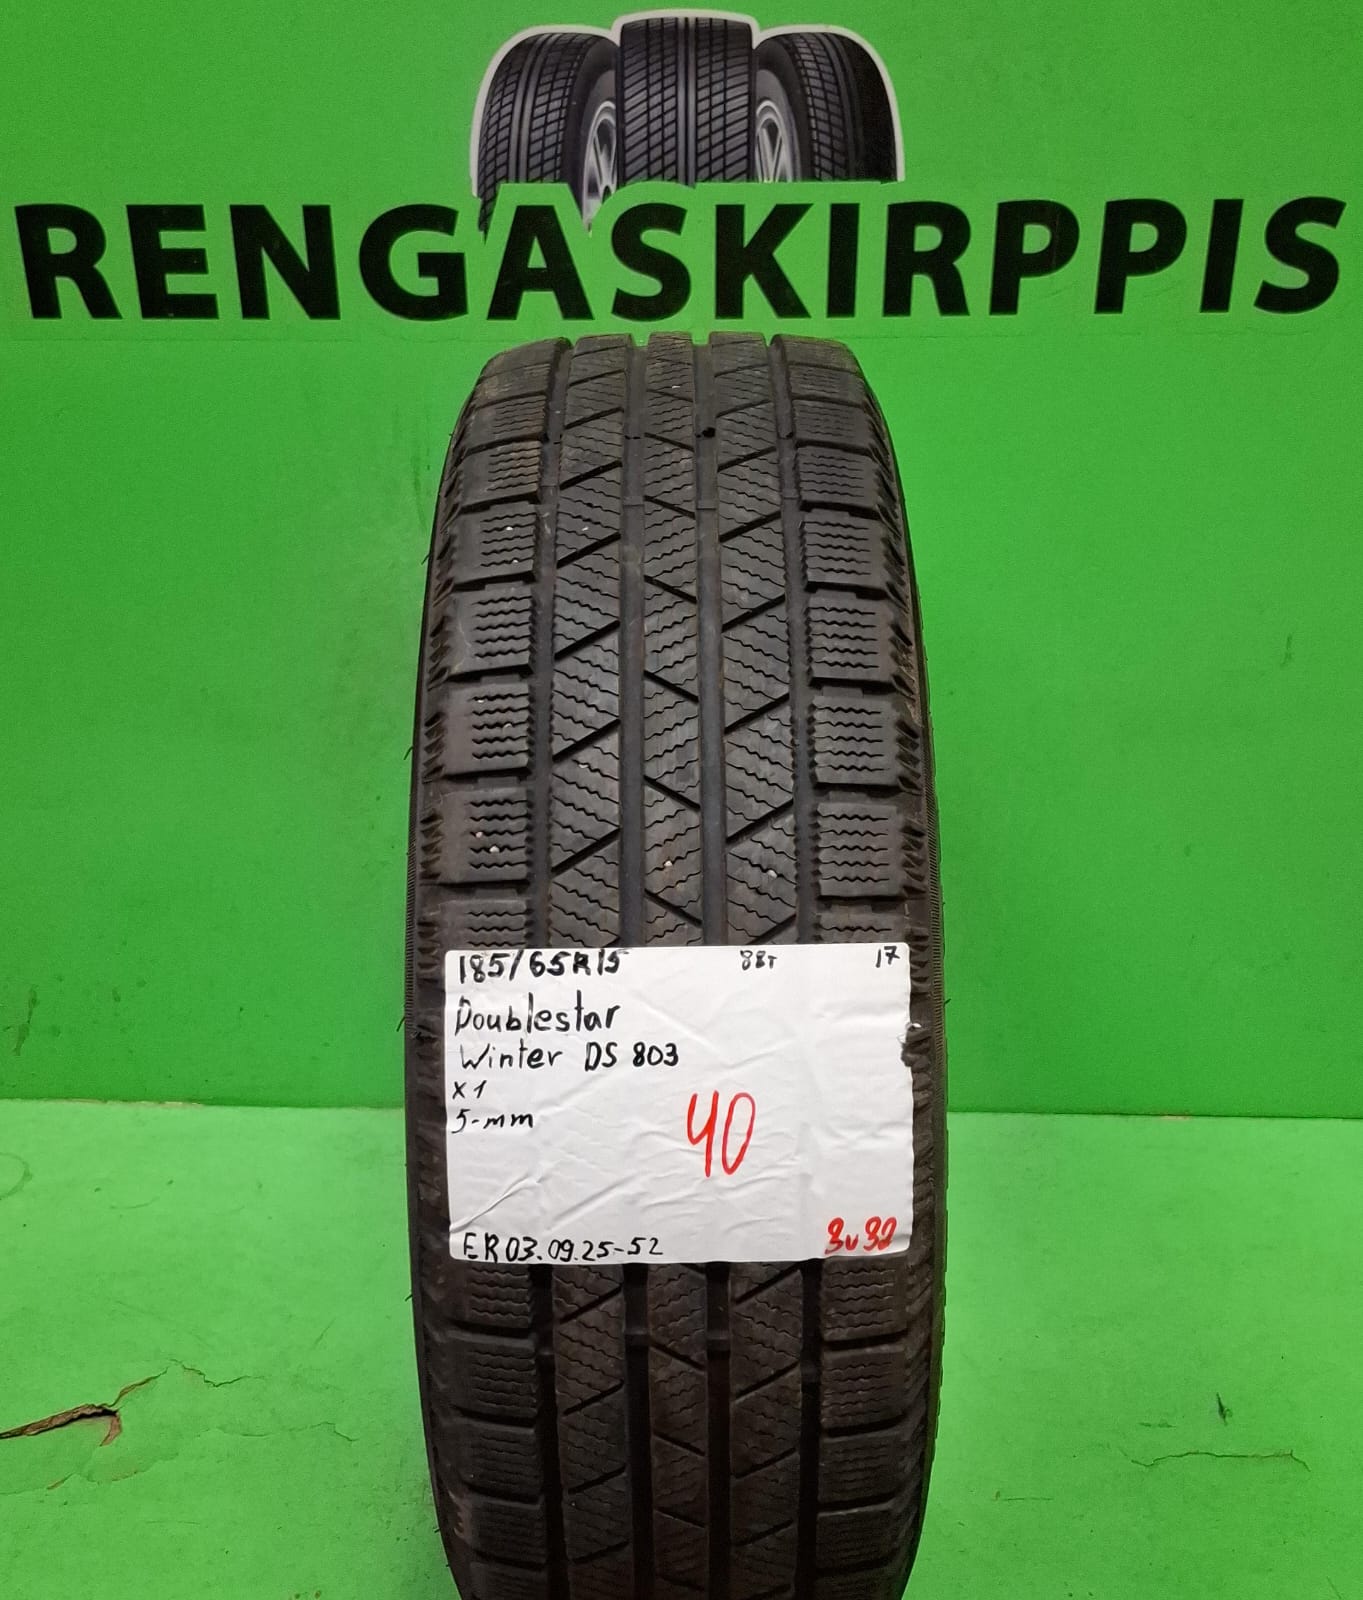 RENGASKIRPPIS
185/65R15 88T 17
Doublestar
Winter DS 803
x1
5-mm
40
ER03.09.25-52